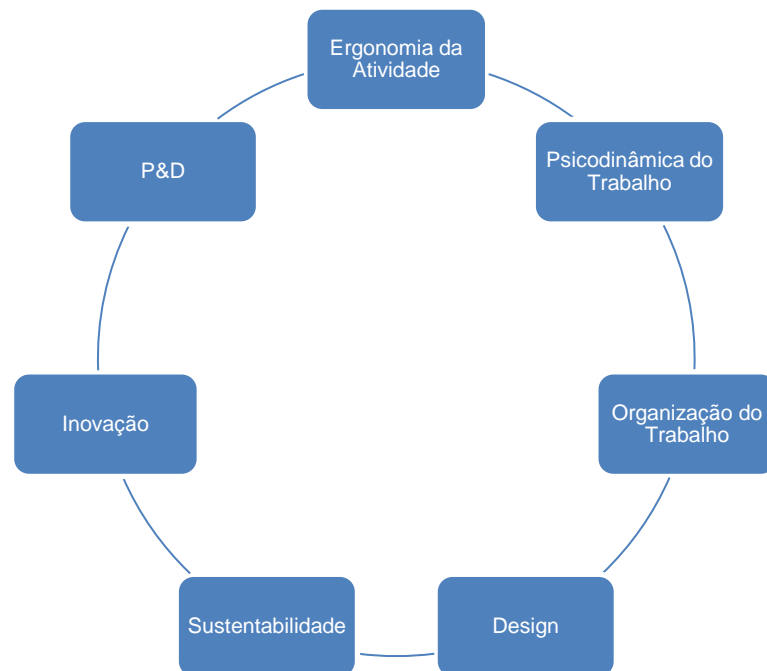 Ergonomia da
Atividade
Psicodinâmica do
Trabalho
Organização do
Trabalho
Design
Sustentabilidade
Inovação
P&D